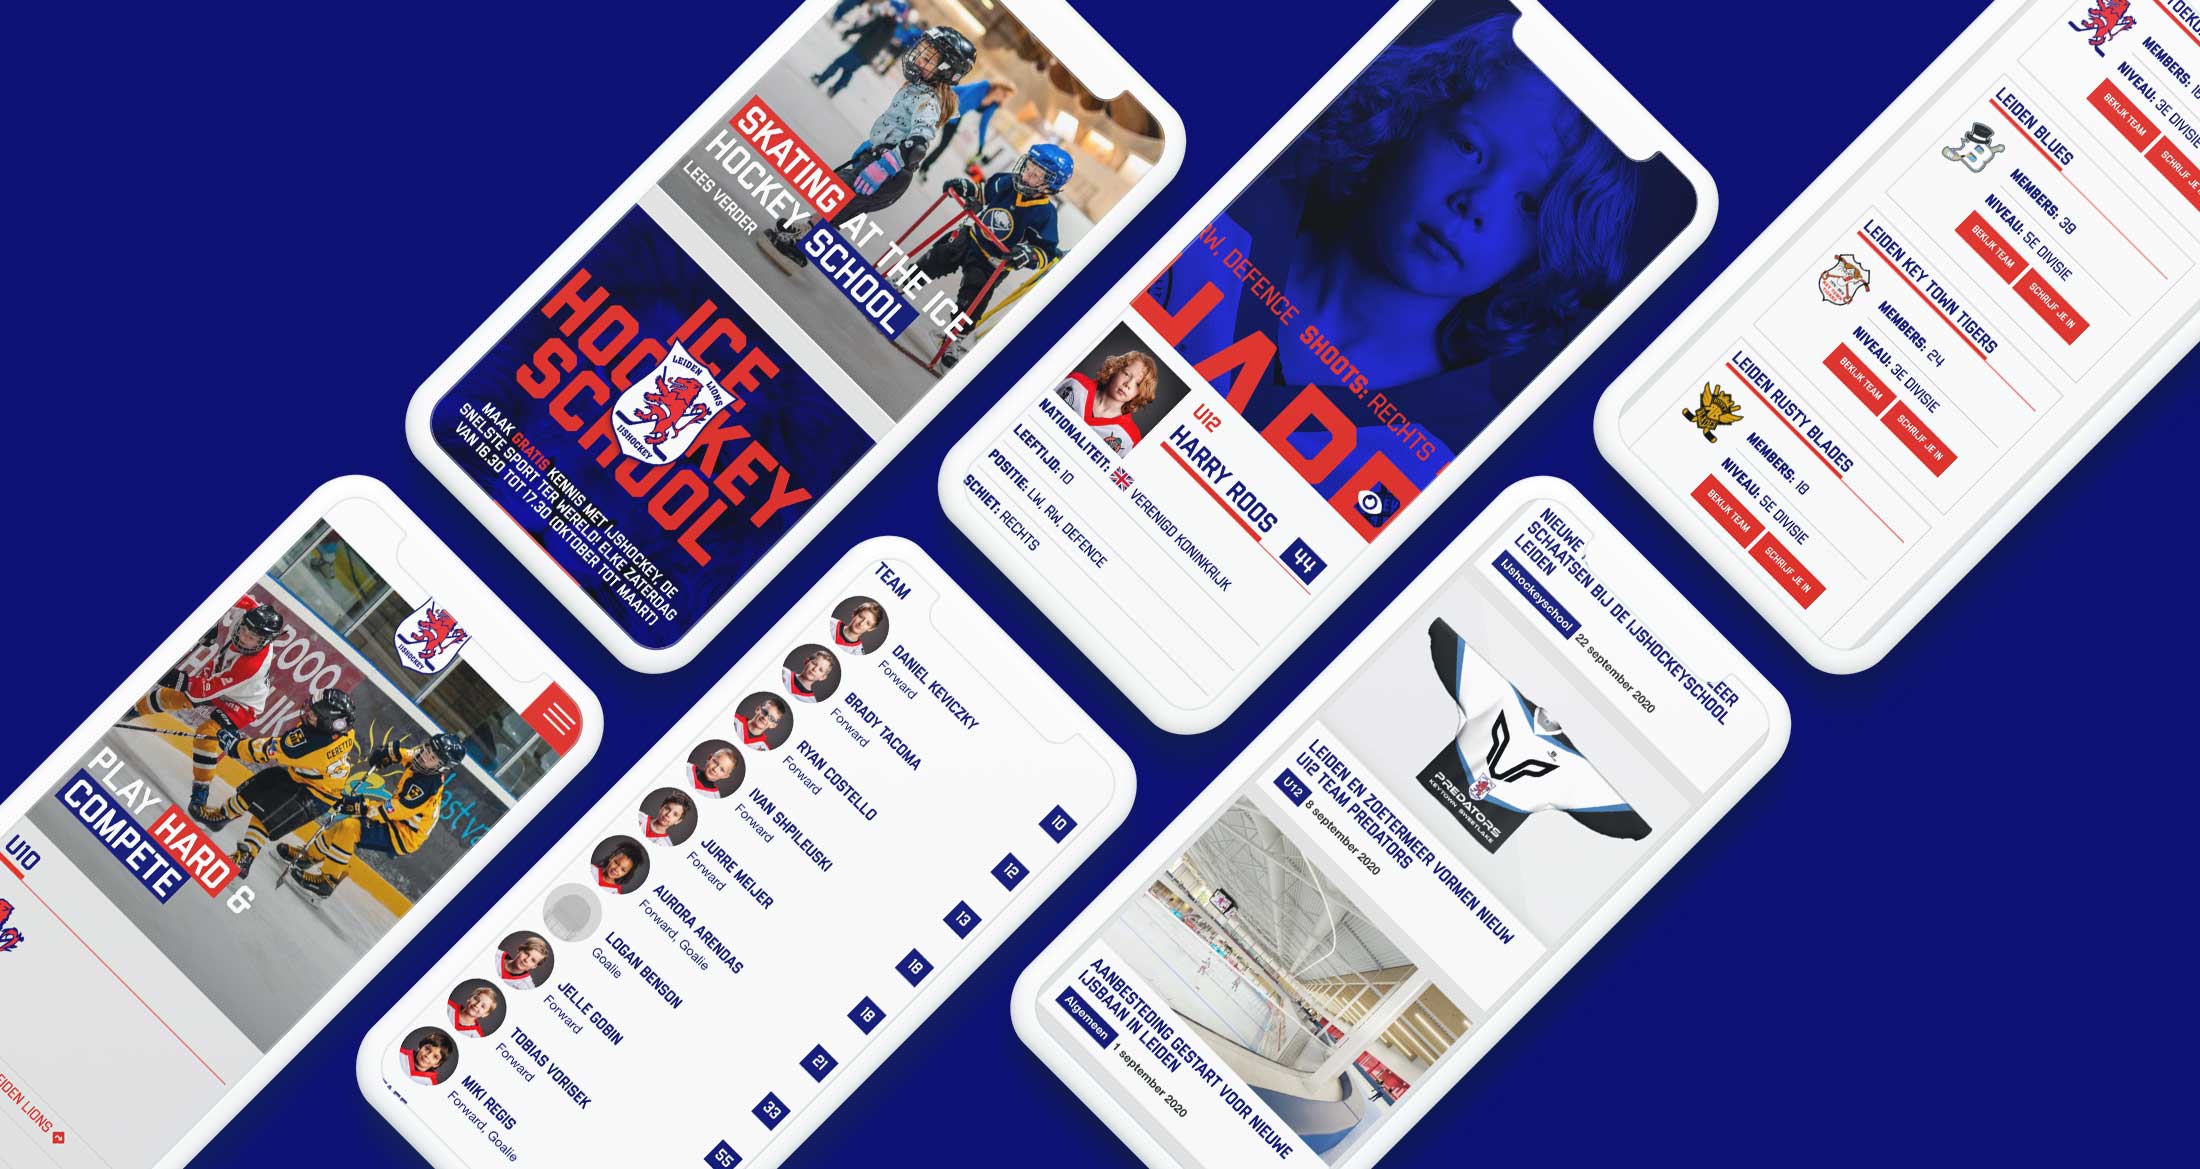 SKATING AT THE ICE
HOCKEY SCHOOL
LEES VERDER
ICE
HOCKEY
SCHOOL
LEIDEN LIONS
IJSHOCKEY
MAAK GRATIS KENNIS MET IJSHOCKEY, DE
SNELSTE SPORT TER WERELD! ELKE ZATERDAG
VAN 16.30 TOT 17.30 (OKTOBER TOT MAART)
RW, DEFENCE SHOOTS: RECHTS
U12
HARRY ROOS
44
NATIONALITEIT: VERENIGD KONINKRIJK
LEEFTIJD: 10
POSITIE: LW, RW, DEFENCE
SCHIET: RECHTS
MEMBERS: 18
NIVEAU: 3E DIVISIE
BEKIJK TEAM
SCHRIJF JE IN
LEIDEN BLUES
B
MEMBERS: 39
NIVEAU: 5E DIVISIE
BEKIJK TEAM
SCHRIJF JE IN
LEIDEN KEY TOWN TIGERS
MEMBERS: 24
NIVEAU: 3E DIVISIE
BEKIJK TEAM
SCHRIJF JE IN
LEIDEN RUSTY BLADES
MEMBERS: 18
NIVEAU: 5E DIVISIE
BEKIJK TEAM
SCHRIJF JE IN
IJSHOCKEY
CERETTO
PLAY HARD &
COMPETE
U10
LEIDEN LIONS
TEAM
DANIEL KEVICZKY
Forward
10
BRADY TACOMA
Forward
12
RYAN COSTELLO
Forward
13
IVAN SHPILEUSKI
Forward
18
JURRE MEIJER
Forward
18
AURORA ARENDAS
Forward, Goalie
21
LOGAN BENSON
Goalie
33
JELLE GOBIN
Forward
55
TOBIAS VORISEK
Forward
MIKI REGIS
Forward, Goalie
NIEUWE
SCHAATSEN BIJ DE IJSHOCKEYSCHOOL
LEIDEN
IJshockeyschool 22 september 2020
PREDATORS
KEY TOWN SWEETLAKE
LEIDEN EN ZOETERMEER VORMEN NIEUW
U12 TEAM PREDATORS
U12 8 september 2020
AANBESTEDING GESTART VOOR NIEUWE
IJSBAAN IN LEIDEN
Algemeen 1 september 2020